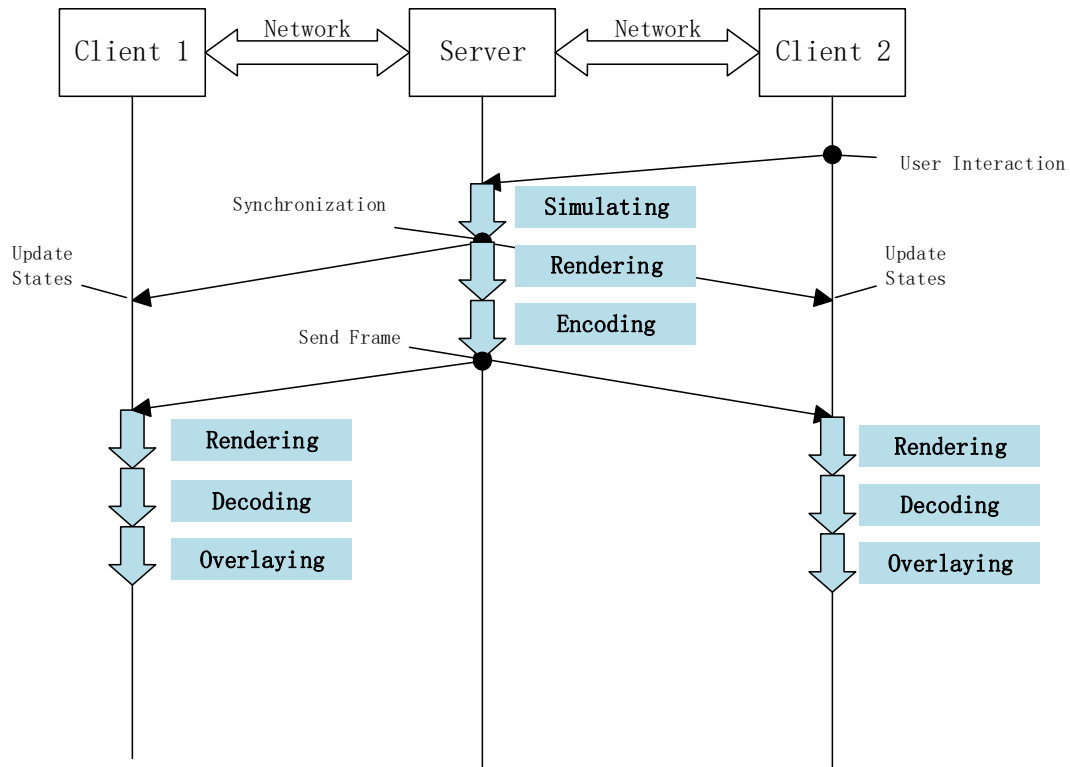 Client 1
Network
Server
Network
Client 2
User Interaction
Simulating
Synchronization
Update
States
Rendering
Update
States
Encoding
Send Frame
Rendering
Rendering
Decoding
Decoding
Overlaying
Overlaying